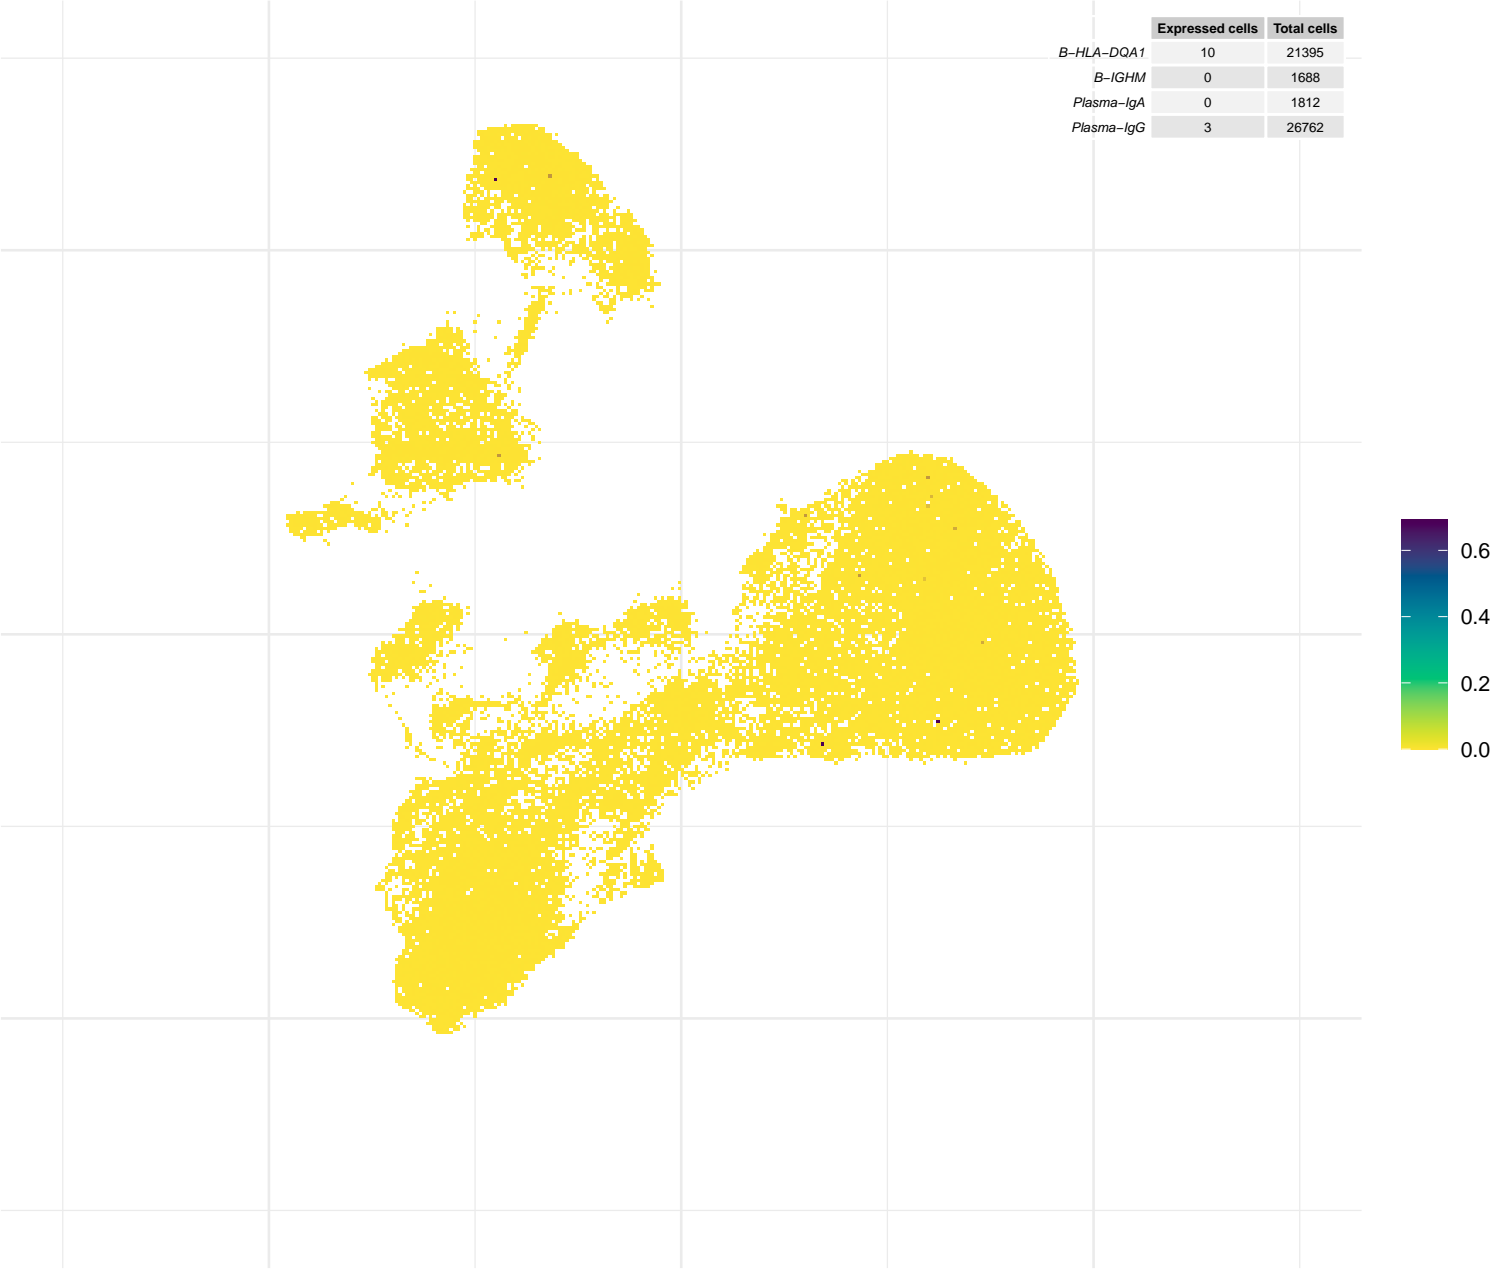 Expressed cells Total cells
B−HLA−DQA1 10 21395
B−IGHM 0 1688
Plasma−IgA 0 1812
Plasma−IgG 3 26762
0.6
0.4
0.2
0.0